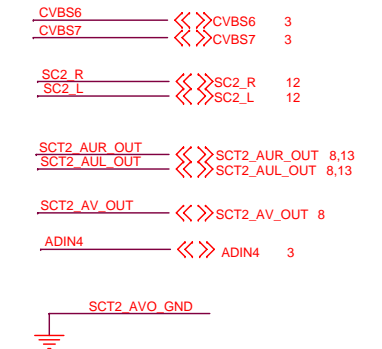 CVBS6 CVBS6 3
CVBS7 CVBS7 3
SC2_R SC2_R 12
SC2_L SC2_L 12
SCT2_AUR_OUT SCT2_AUR_OUT 8,13
SCT2_AUL_OUT SCT2_AUL_OUT 8,13
SCT2_AV_OUT SCT2_AV_OUT 8
ADIN4 ADIN4 3
SCT2_AVO_GND